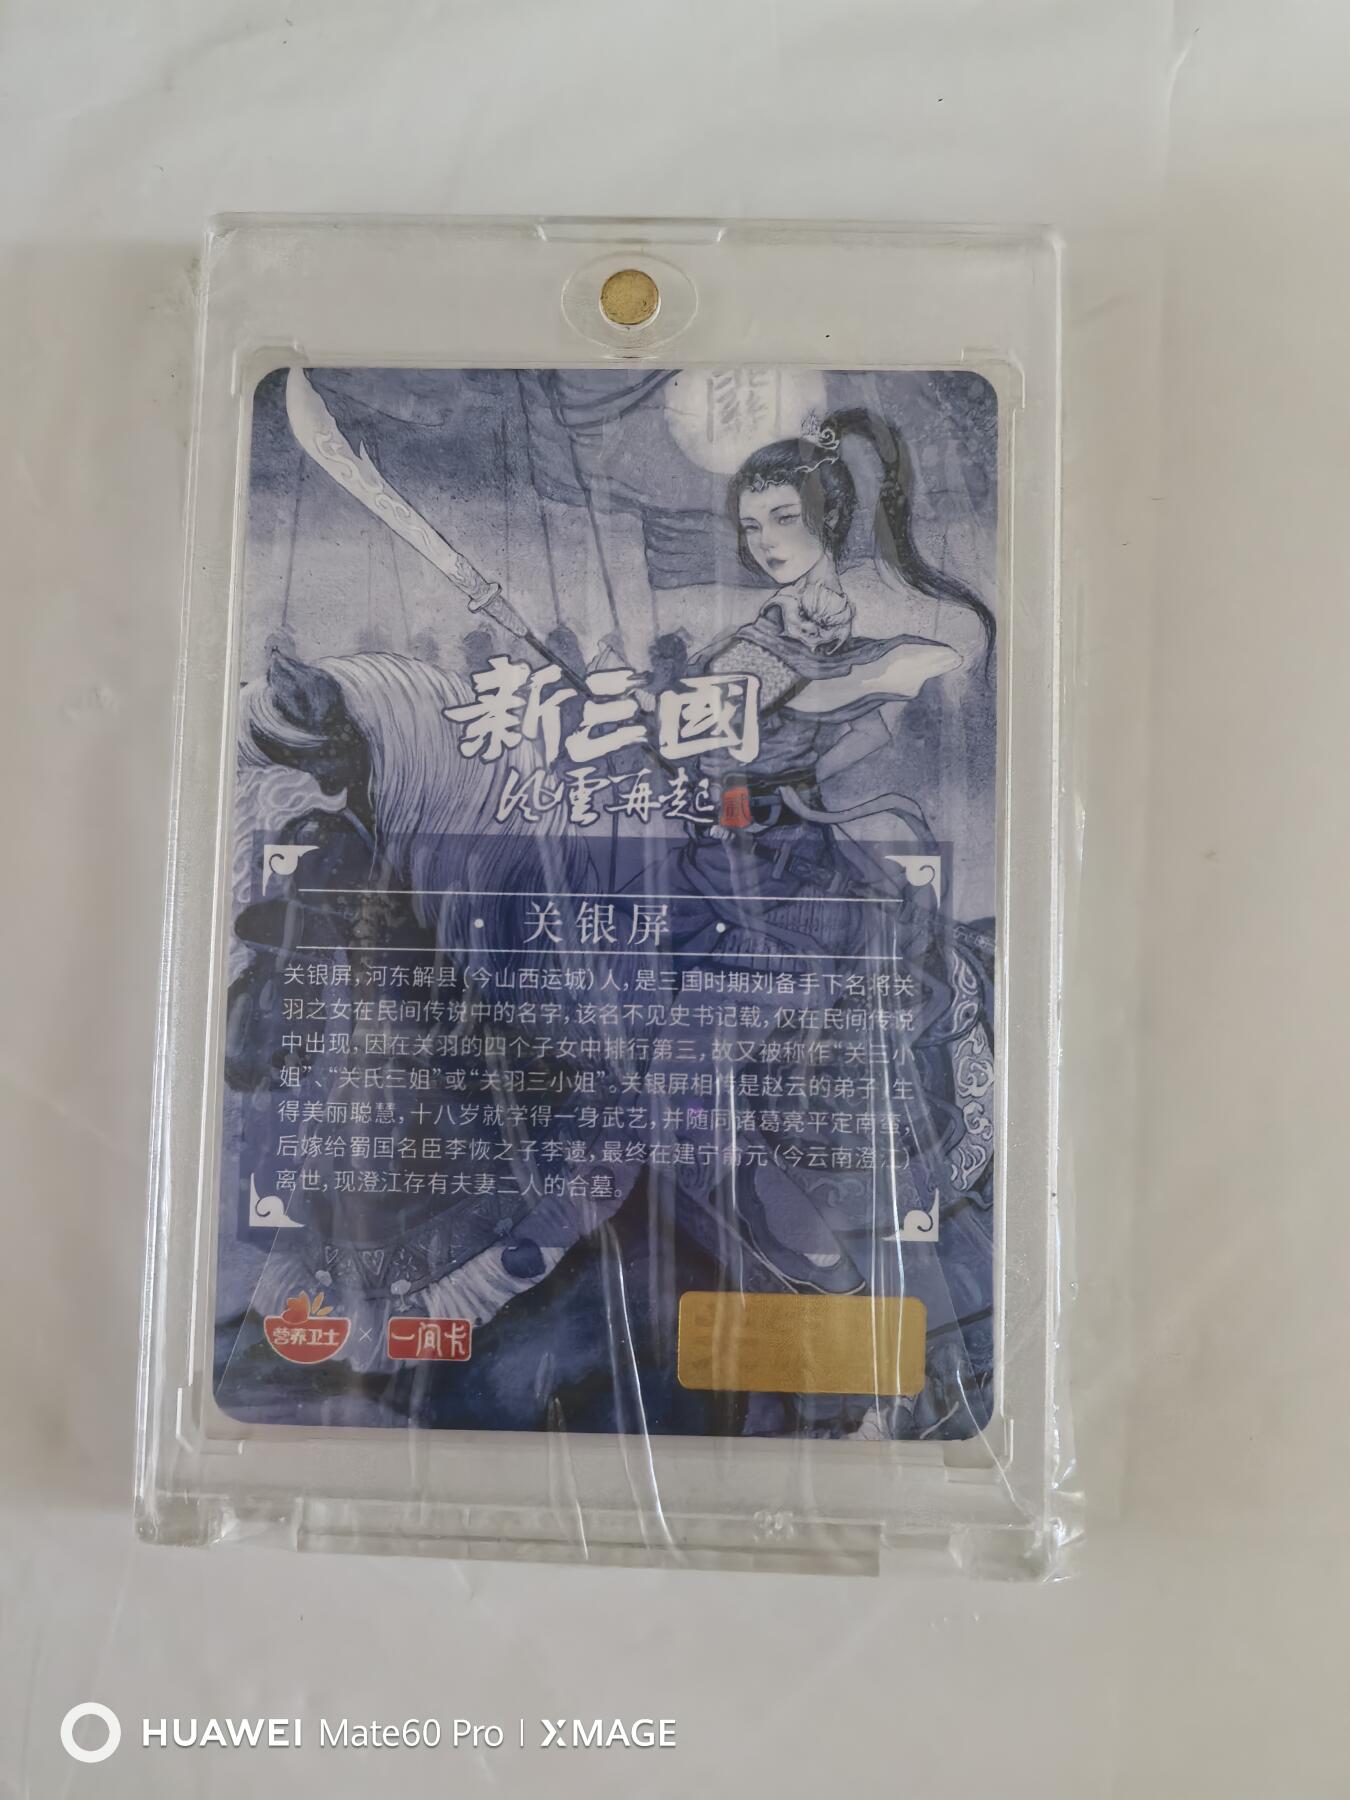 關
新三國
风雲再起 貳
· 关银屏 ·
关银屏,河东解县(今山西运城)人,是三国时期刘备手下名将关
羽之女在民间传说中的名字,该名不见史书记载,仅在民间传说
中出现,因在关羽的四个子女中排行第三,故又被称作“关三小
姐”、“关氏三姐”或“关羽三小姐”。关银屏相传是赵云的弟子,生
得美丽聪慧,十八岁就学得一身武艺,并随同诸葛亮平定南蛮,
后嫁给蜀国名臣李恢之子李遗,最终在建宁俞元(今云南澄江)
离世,现澄江存有夫妻二人的合墓。
营养卫士 × 一间卡
HUAWEI Mate60 Pro | XMAGE